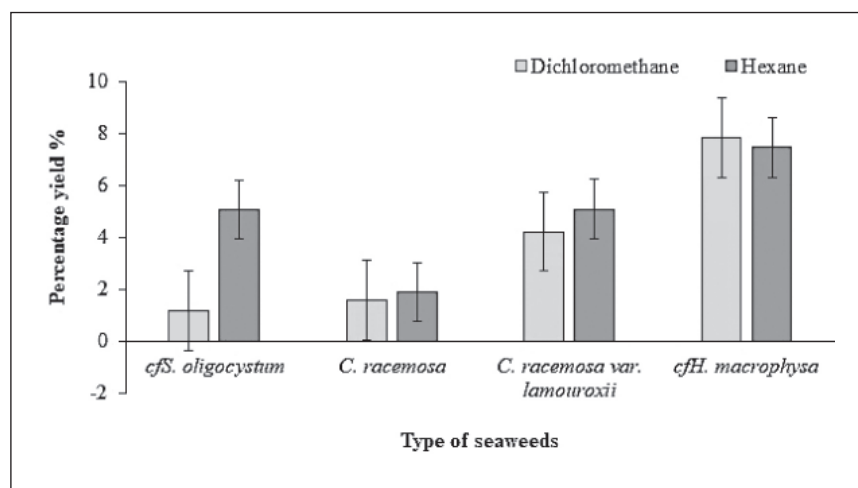 Dichloromethane Hexane
Percentage yield %
10
8
6
4
2
0
-2
cfS. oligocystum
C. racemosa
C. racemosa var.
lamouroxii
cfH. macrophysa
Type of seaweeds